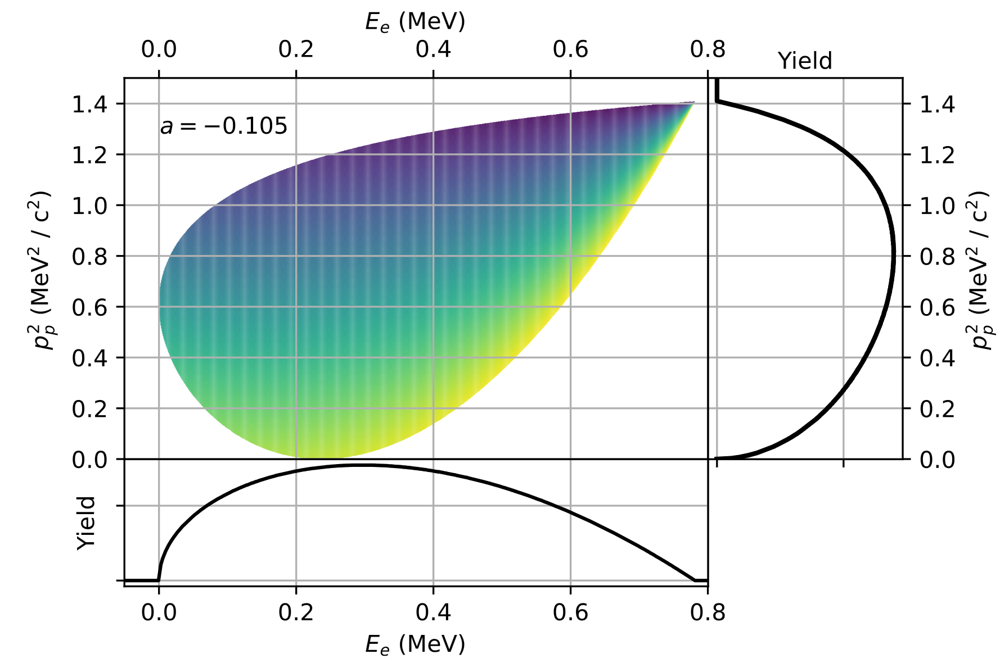 E_e (MeV)
0.0 0.2 0.4 0.6 0.8
Yield
a = −0.105
1.4 1.4
1.2 1.2
1.0 1.0
0.8 0.8
0.6 0.6
0.4 0.4
0.2 0.2
0.0 0.0
p_p^2 (MeV^2 / c^2)
p_p^2 (MeV^2 / c^2)
Yield
0.0 0.2 0.4 0.6 0.8
E_e (MeV)